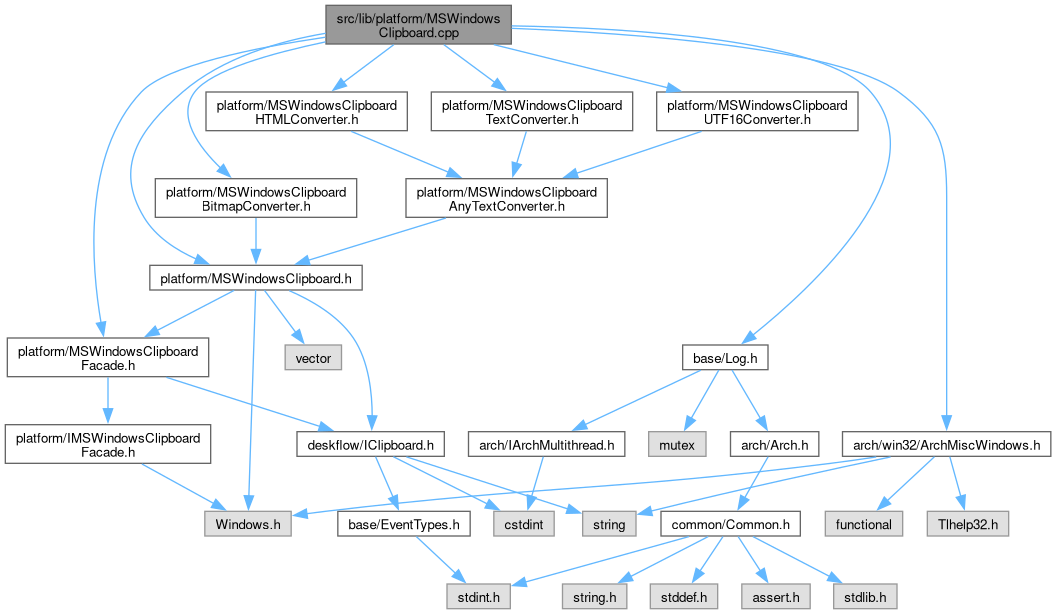 src/lib/platform/MSWindows
Clipboard.cpp
platform/MSWindowsClipboard
HTMLConverter.h
platform/MSWindowsClipboard
TextConverter.h
platform/MSWindowsClipboard
UTF16Converter.h
platform/MSWindowsClipboard
BitmapConverter.h
platform/MSWindowsClipboard
AnyTextConverter.h
platform/MSWindowsClipboard.h
platform/MSWindowsClipboard
Facade.h
vector
base/Log.h
platform/IMSWindowsClipboard
Facade.h
deskflow/IClipboard.h
arch/IArchMultithread.h
mutex
arch/Arch.h
arch/win32/ArchMiscWindows.h
Windows.h
base/EventTypes.h
cstdint
string
common/Common.h
functional
Tlhelp32.h
stdint.h
string.h
stddef.h
assert.h
stdlib.h